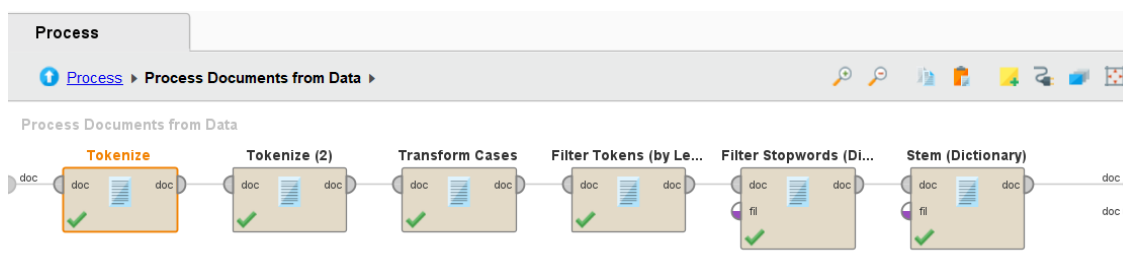 Process
Process Process Documents from Data
Process Documents from Data
Tokenize Tokenize (2) Transform Cases Filter Tokens (by Le... Filter Stopwords (Di... Stem (Dictionary)
doc doc doc doc doc doc doc doc doc doc doc doc doc doc
fil fil doc